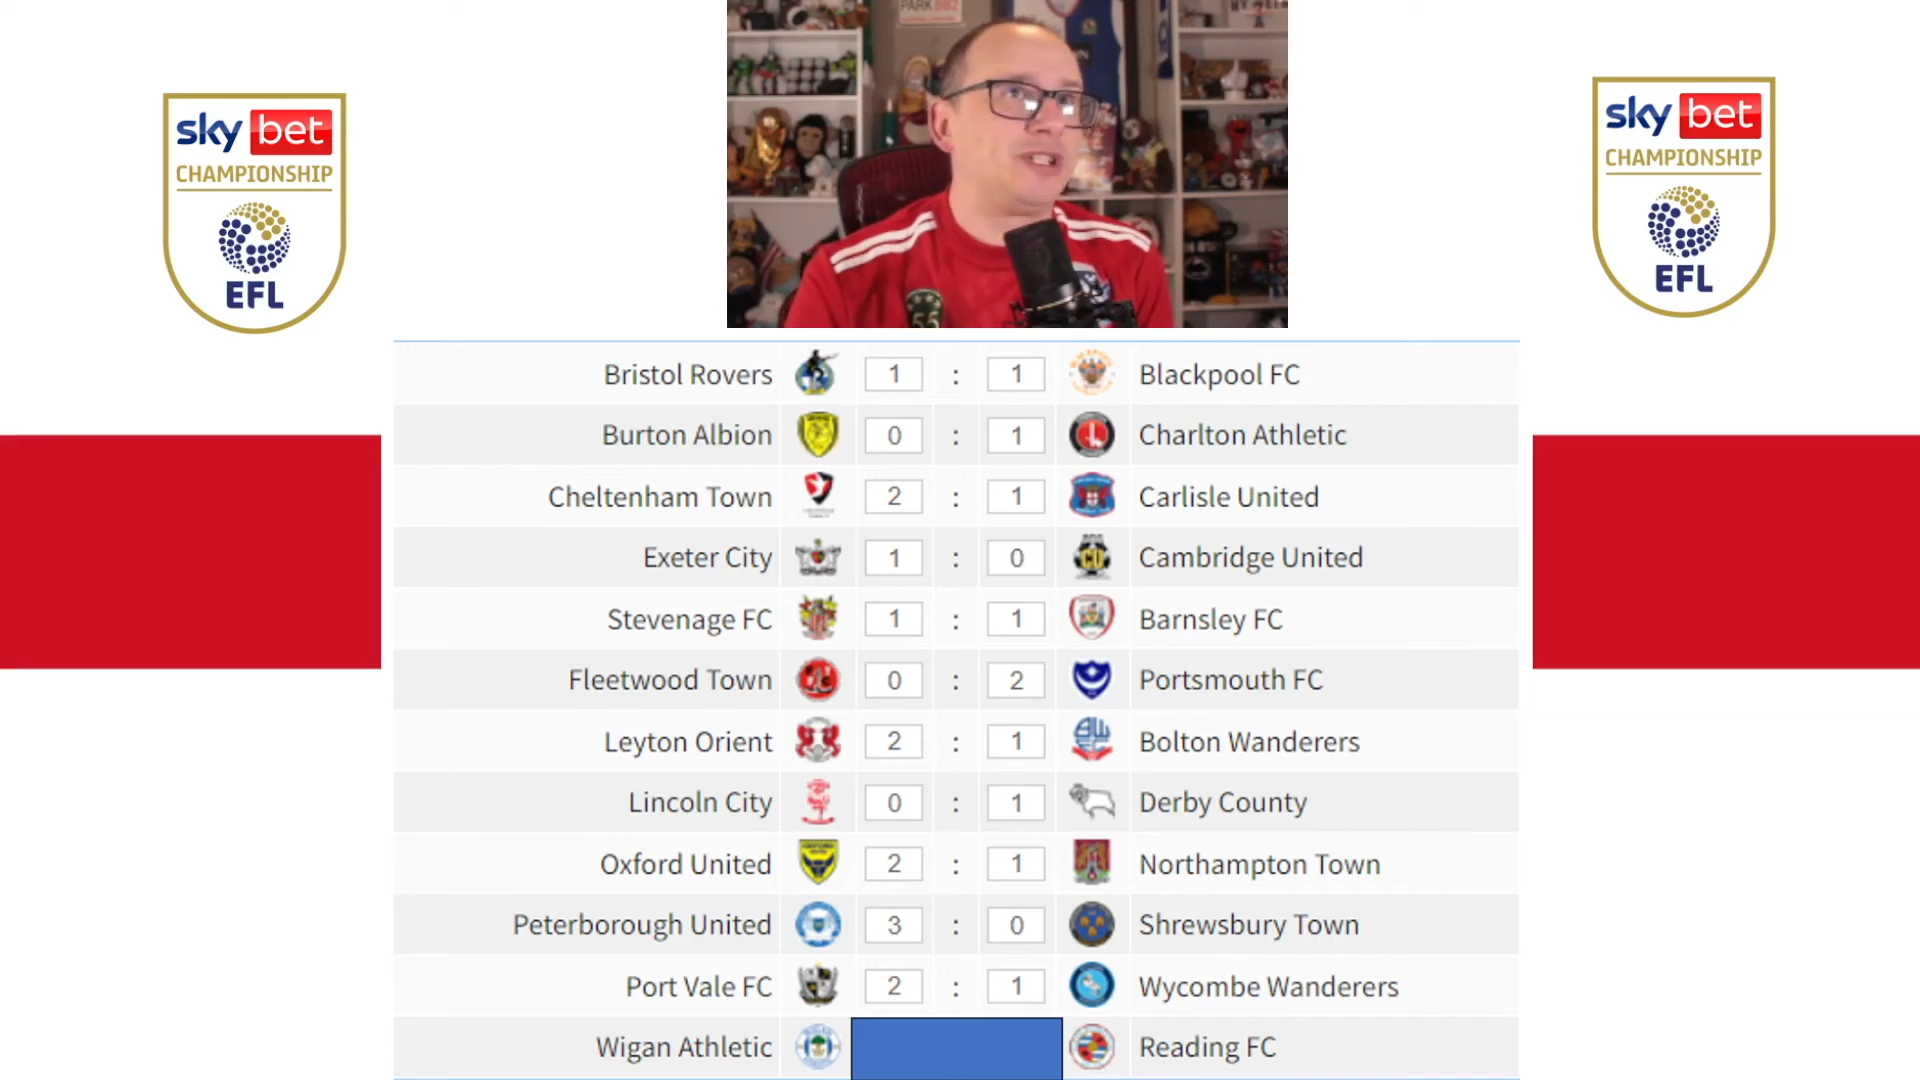 PARK BB2
sky bet
CHAMPIONSHIP
EFL
sky bet
CHAMPIONSHIP
EFL
55
Bristol Rovers 1 : 1 Blackpool FC
Burton Albion 0 : 1 Charlton Athletic
Cheltenham Town 2 : 1 Carlisle United
Exeter City 1 : 0 CU Cambridge United
Stevenage FC 1 : 1 Barnsley FC
Fleetwood Town 0 : 2 Portsmouth FC
Leyton Orient 2 : 1 Bolton Wanderers
Lincoln City 0 : 1 Derby County
Oxford United 2 : 1 Northampton Town
Peterborough United 3 : 0 Shrewsbury Town
Port Vale FC 2 : 1 Wycombe Wanderers
Wigan Athletic Reading FC